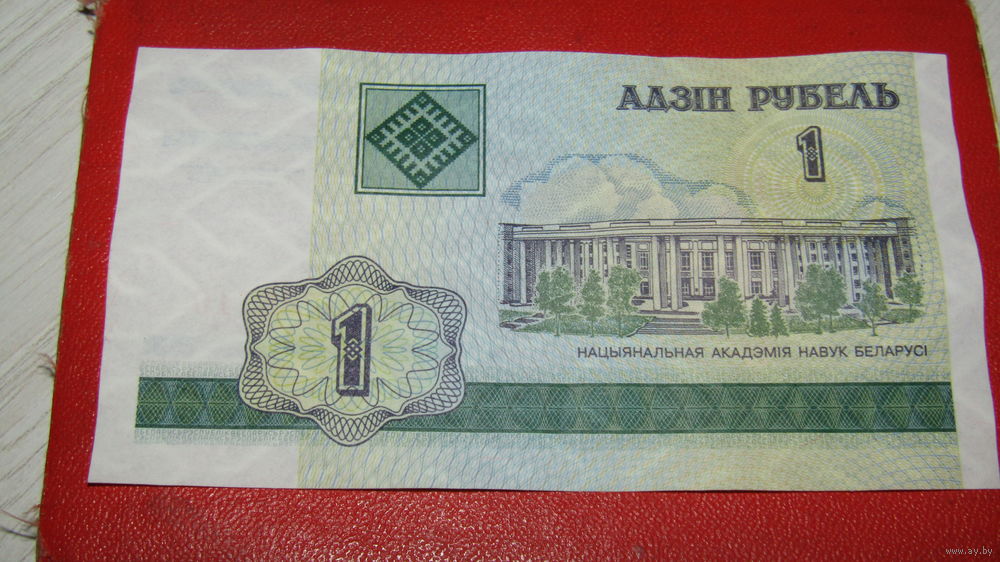 АДЗІН РУБЕЛЬ
1
НАЦЫЯНАЛЬНАЯ АКАДЭМІЯ НАВУК БЕЛАРУСІ
1
www.ay.by